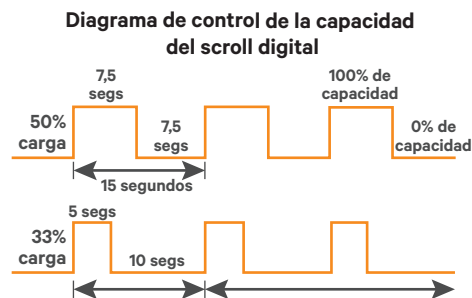 Diagrama de control de la capacidad
del scroll digital
7,5
segs
100% de
capacidad
50%
carga
7,5
segs
0% de
capacidad
15 segundos
5 segs
33%
carga
10 segs